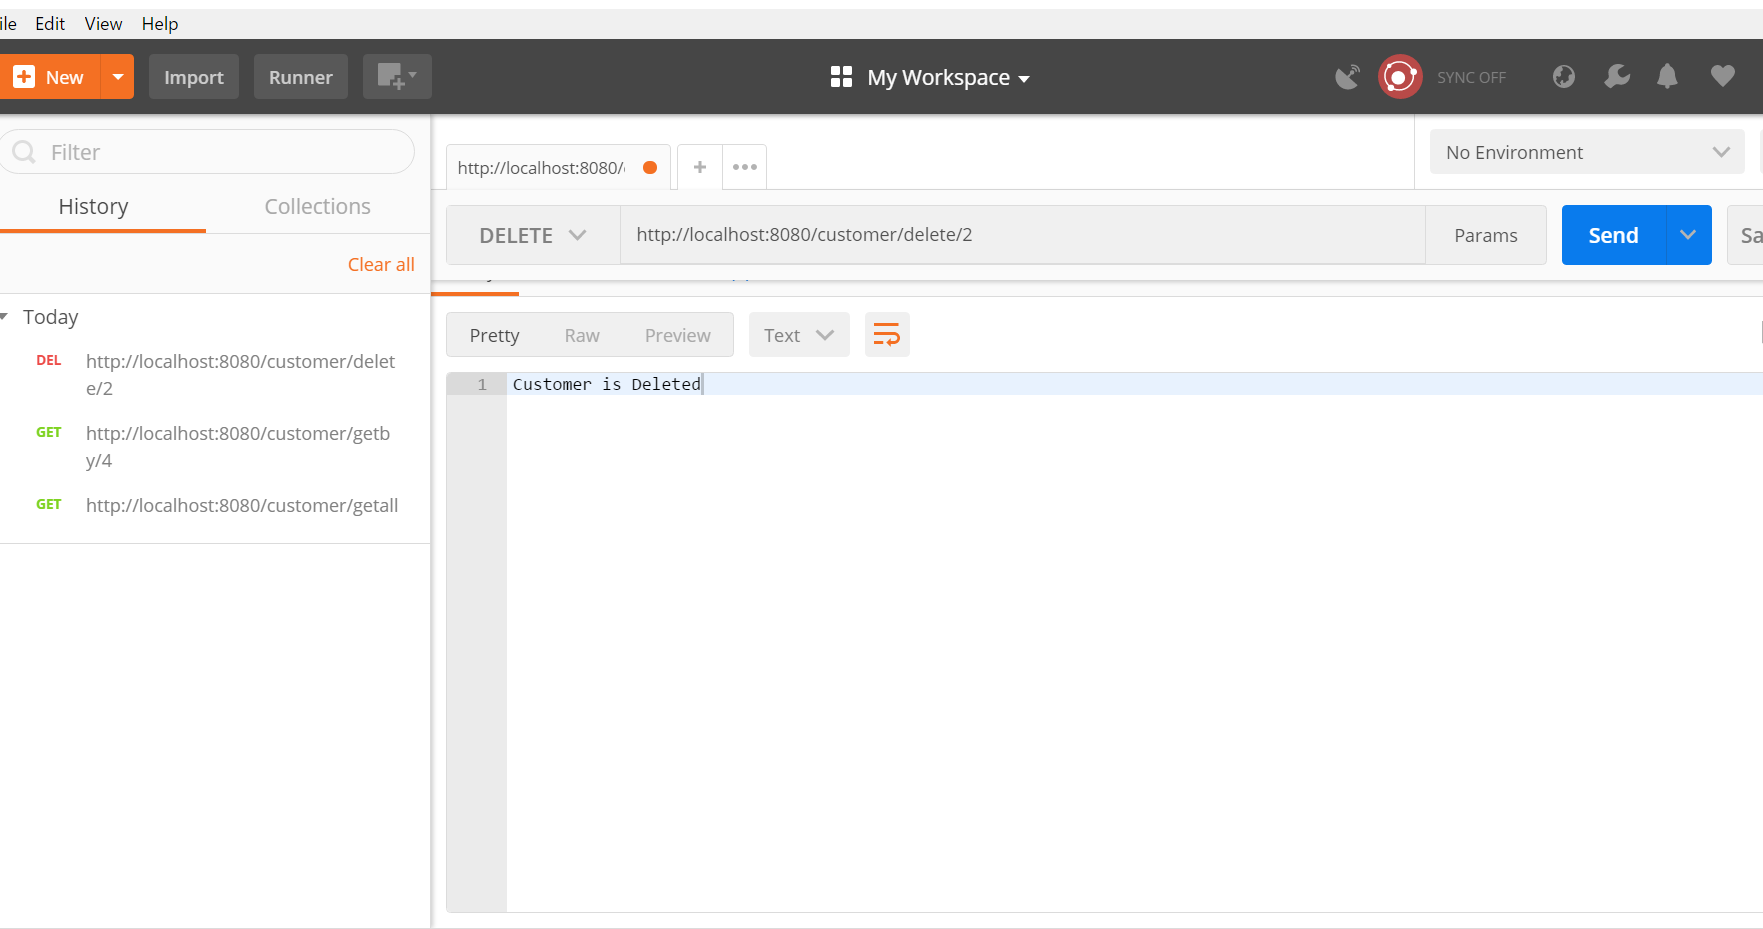 ile Edit View Help
New Import Runner My Workspace SYNC OFF
Filter
History Collections
Clear all
Today
DEL http://localhost:8080/customer/delet
e/2
GET http://localhost:8080/customer/getb
y/4
GET http://localhost:8080/customer/getall
http://localhost:8080/
No Environment
DELETE http://localhost:8080/customer/delete/2 Params Send Sa
Pretty Raw Preview Text
1 Customer is Deleted